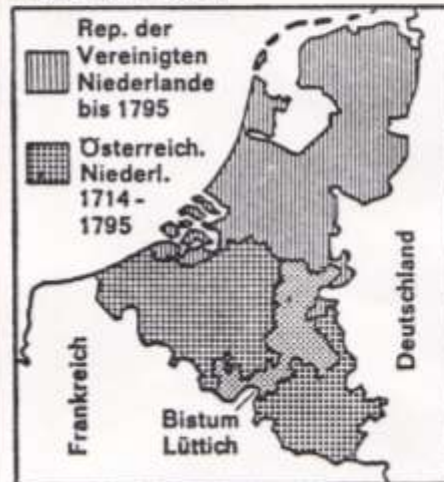 Rep. der
Vereinigten
Niederlande
bis 1795
Österreich.
Niederl.
1714-
1795
Deutschland
Frankreich
Bistum
Lüttich